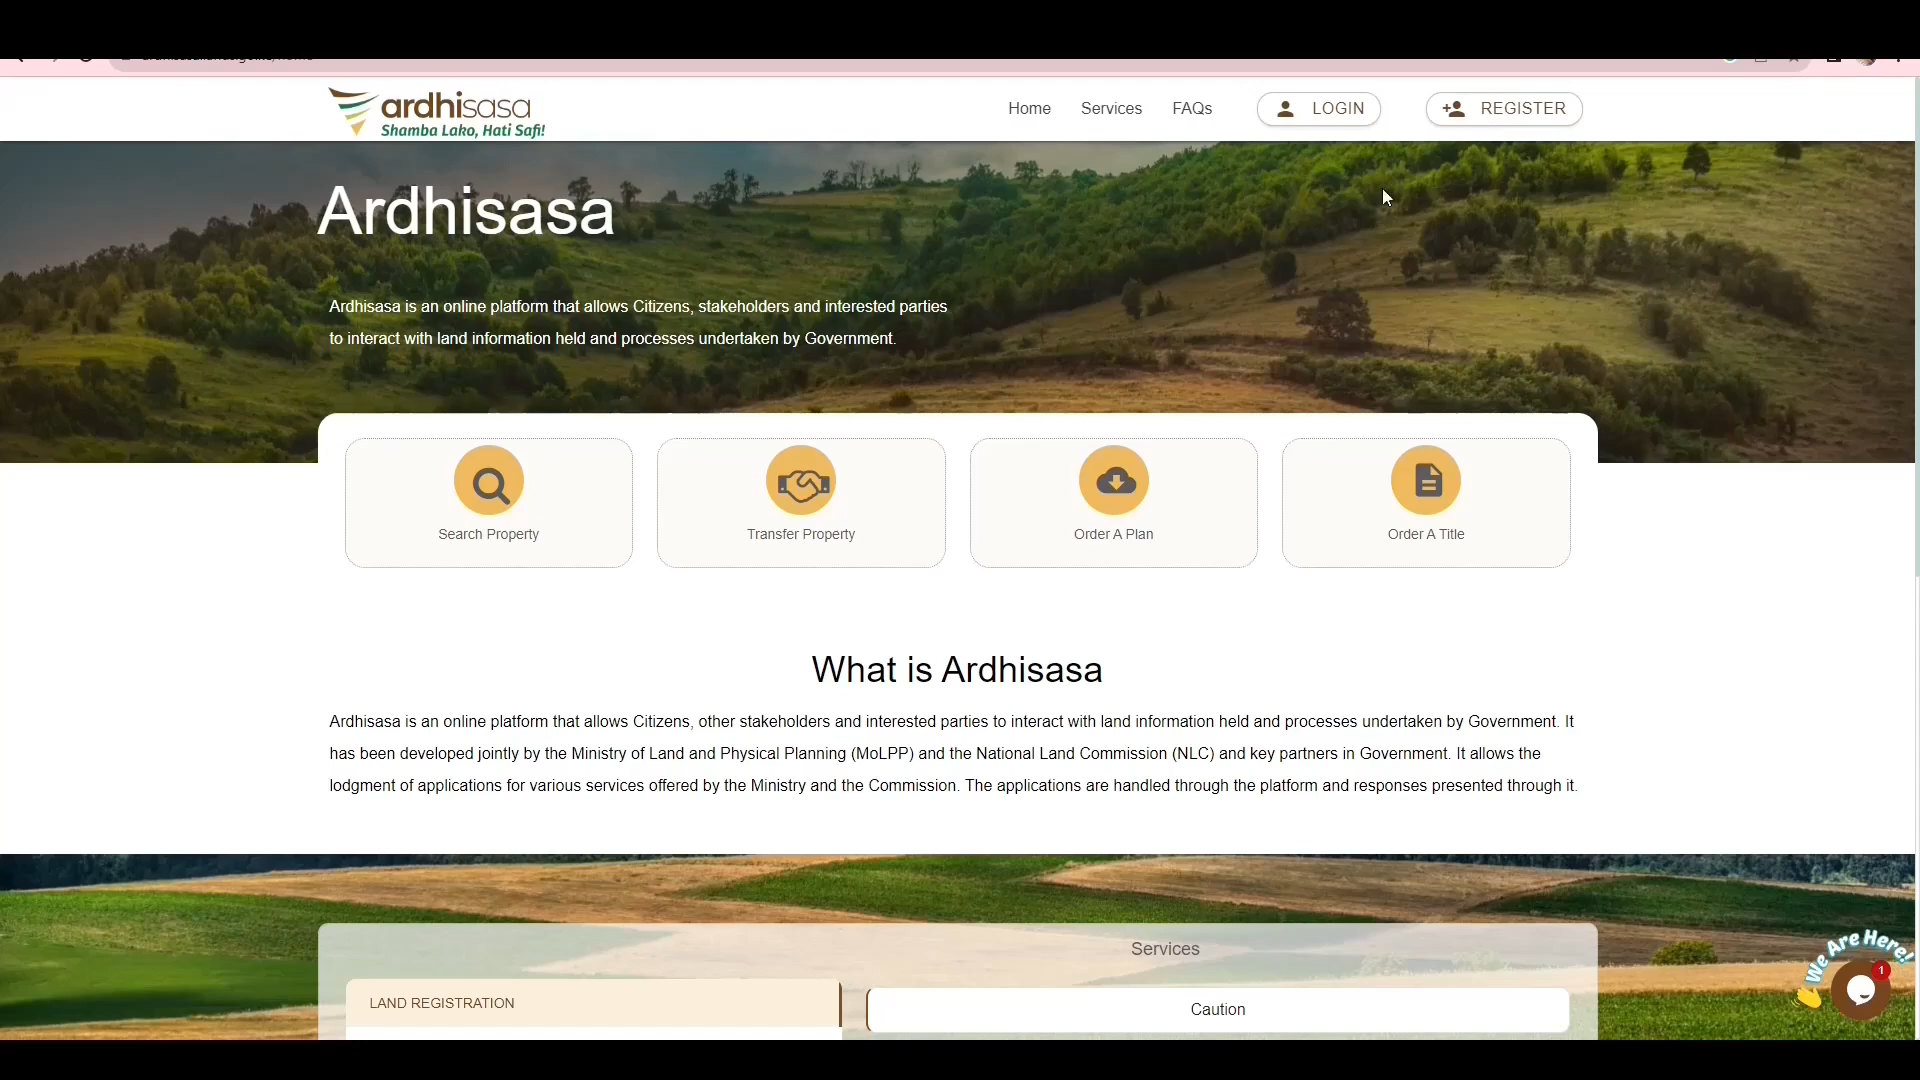 ardhisasa
Shamba Lako, Hati Safi!
Home
Services
FAQs
LOGIN
REGISTER
Ardhisasa
Ardhisasa is an online platform that allows Citizens, stakeholders and interested parties
to interact with land information held and processes undertaken by Government.
Search Property
Transfer Property
Order A Plan
Order A Title
What is Ardhisasa
Ardhisasa is an online platform that allows Citizens, other stakeholders and interested parties to interact with land information held and processes undertaken by Government. It
has been developed jointly by the Ministry of Land and Physical Planning (MoLPP) and the National Land Commission (NLC) and key partners in Government. It allows the
lodgment of applications for various services offered by the Ministry and the Commission. The applications are handled through the platform and responses presented through it.
Services
LAND REGISTRATION
Caution
We Are Here!
1